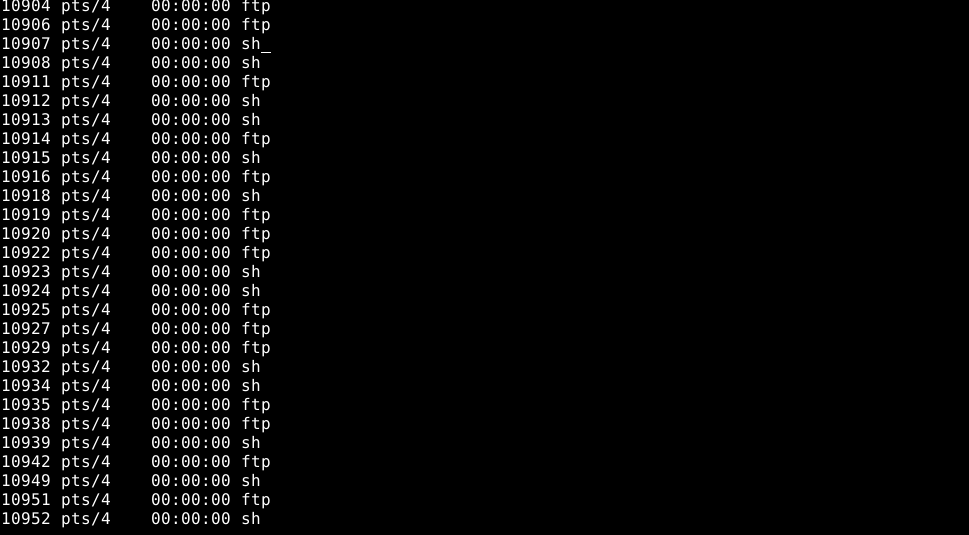 10904 pts/4    00:00:00 ftp
10906 pts/4    00:00:00 ftp
10907 pts/4    00:00:00 sh_
10908 pts/4    00:00:00 sh
10911 pts/4    00:00:00 ftp
10912 pts/4    00:00:00 sh
10913 pts/4    00:00:00 sh
10914 pts/4    00:00:00 ftp
10915 pts/4    00:00:00 sh
10916 pts/4    00:00:00 ftp
10918 pts/4    00:00:00 sh
10919 pts/4    00:00:00 ftp
10920 pts/4    00:00:00 ftp
10922 pts/4    00:00:00 ftp
10923 pts/4    00:00:00 sh
10924 pts/4    00:00:00 sh
10925 pts/4    00:00:00 ftp
10927 pts/4    00:00:00 ftp
10929 pts/4    00:00:00 ftp
10932 pts/4    00:00:00 sh
10934 pts/4    00:00:00 sh
10935 pts/4    00:00:00 ftp
10938 pts/4    00:00:00 ftp
10939 pts/4    00:00:00 sh
10942 pts/4    00:00:00 ftp
10949 pts/4    00:00:00 sh
10951 pts/4    00:00:00 ftp
10952 pts/4    00:00:00 sh